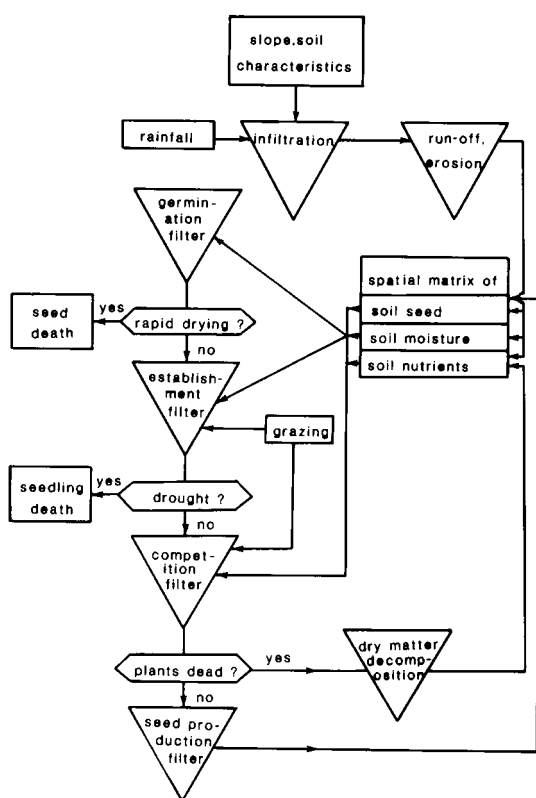 slope,soil
characteristics
rainfall
infiltration
run-off,
erosion
germin-
ation
filter
spatial matrix of
soil seed
soil moisture
soil nutrients
seed
death
yes
rapid drying ?
no
establish-
ment
filter
grazing
seedling
death
yes
drought ?
no
compet-
ition
filter
plants dead ?
yes
dry matter
decomp-
osition
no
seed pro-
duction
filter